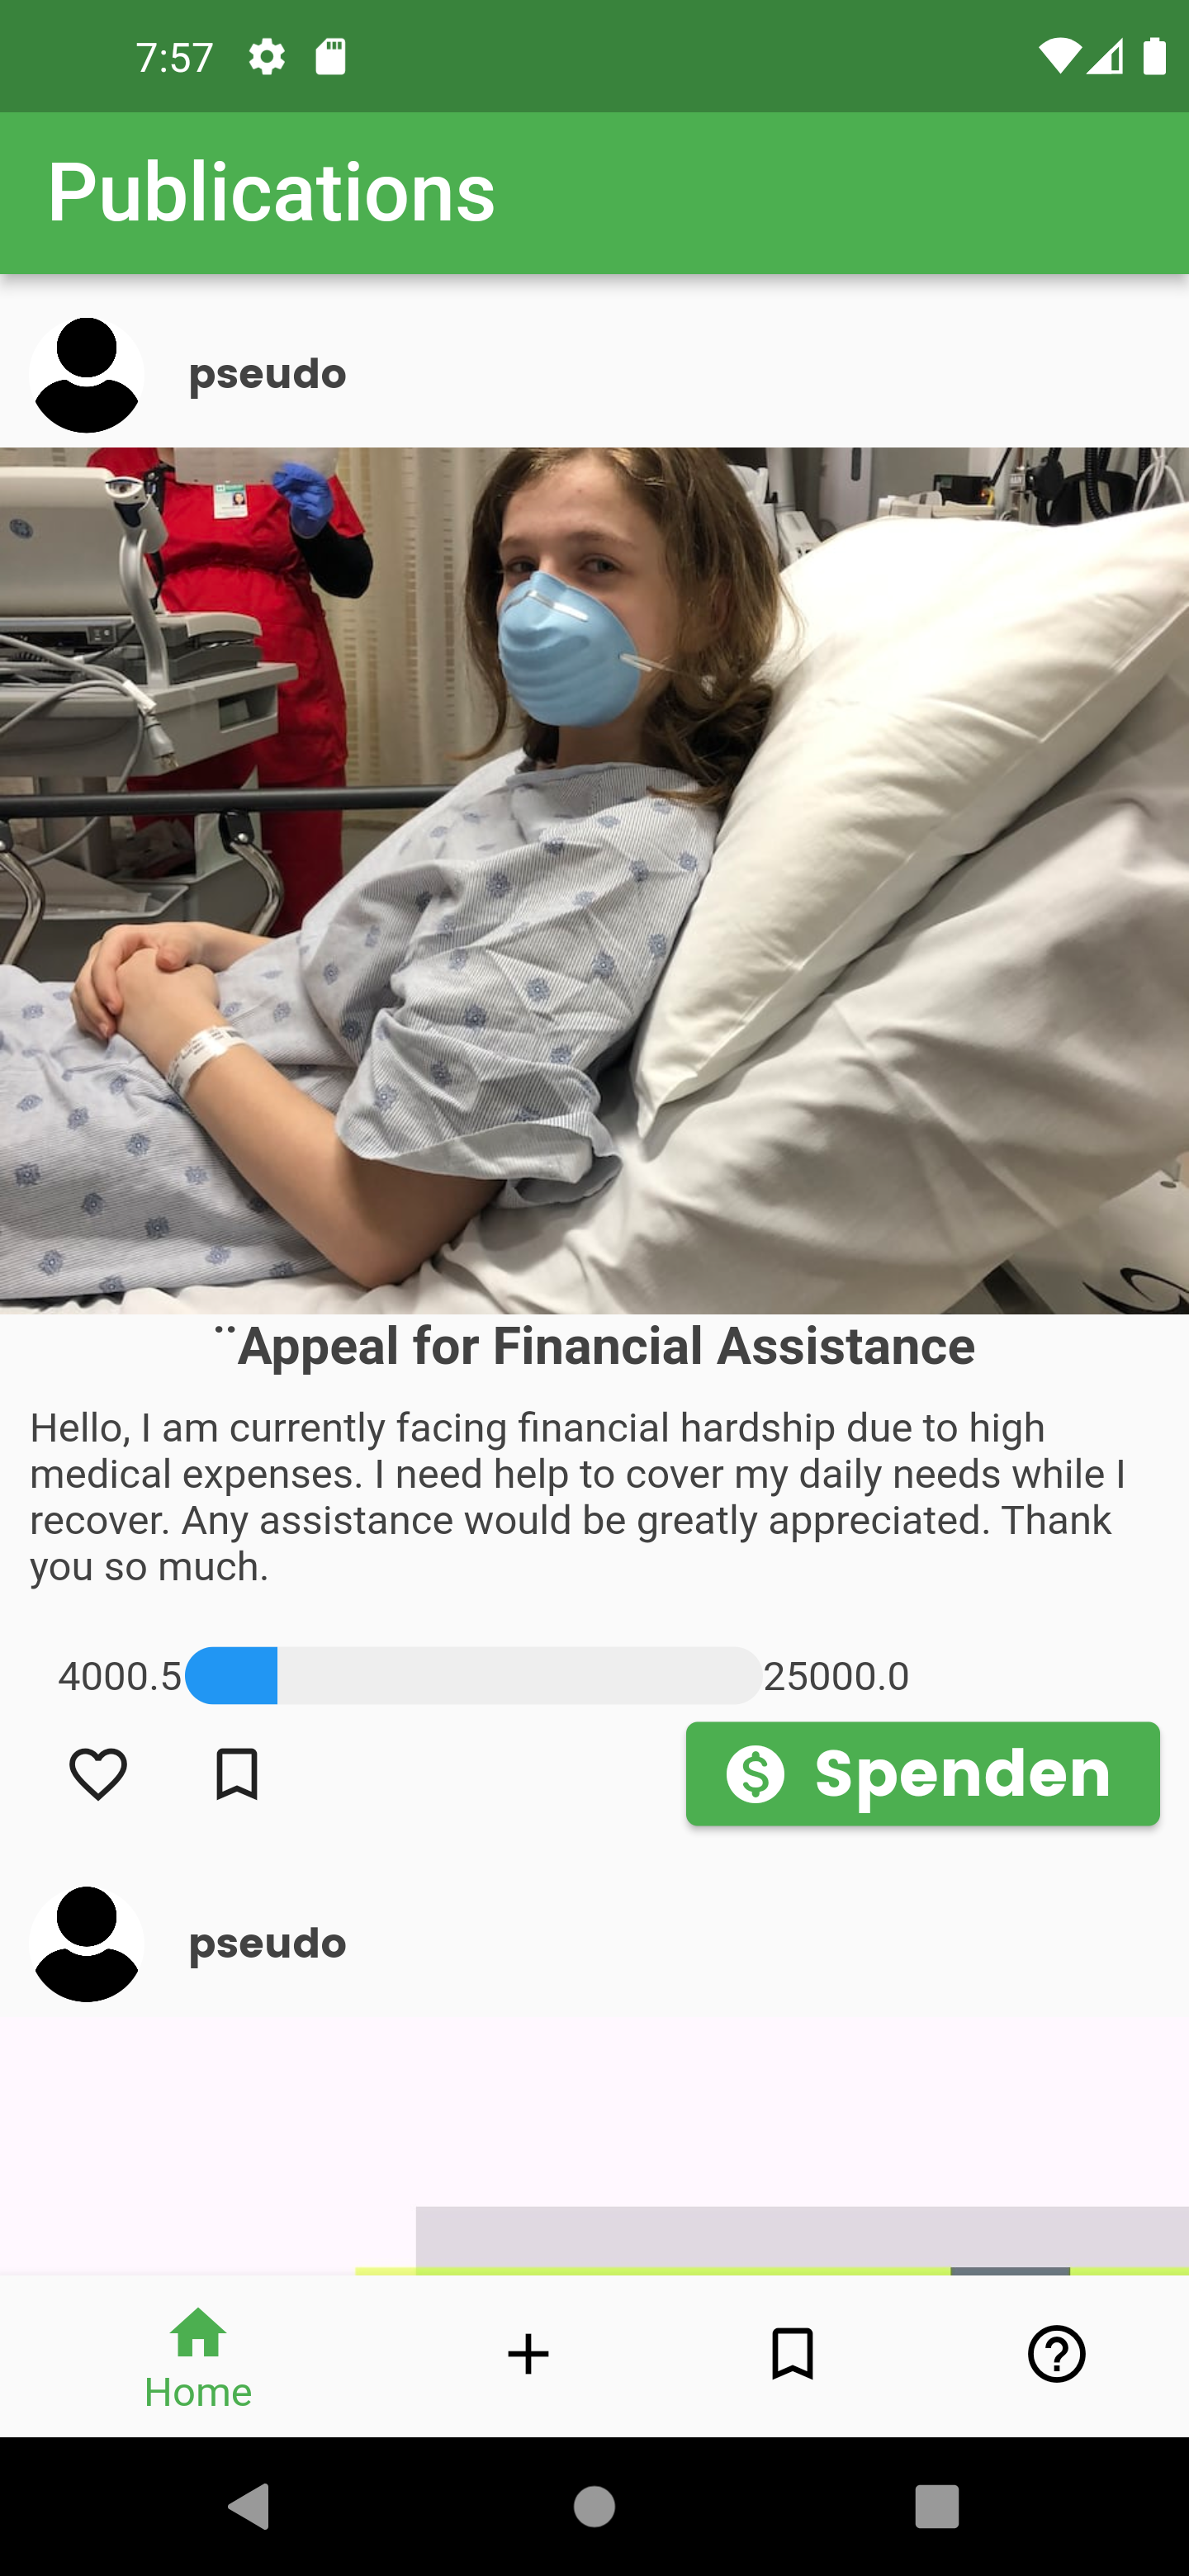 7:57
Publications
pseudo
¨Appeal for Financial Assistance
Hello, I am currently facing financial hardship due to high
medical expenses. I need help to cover my daily needs while I
recover. Any assistance would be greatly appreciated. Thank
you so much.
4000.5 25000.0
Spenden
pseudo
Home